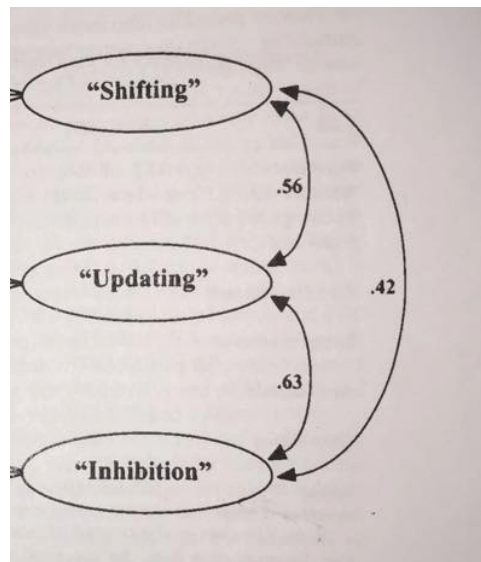 “Shifting”
.56
“Updating”
.42
.63
“Inhibition”